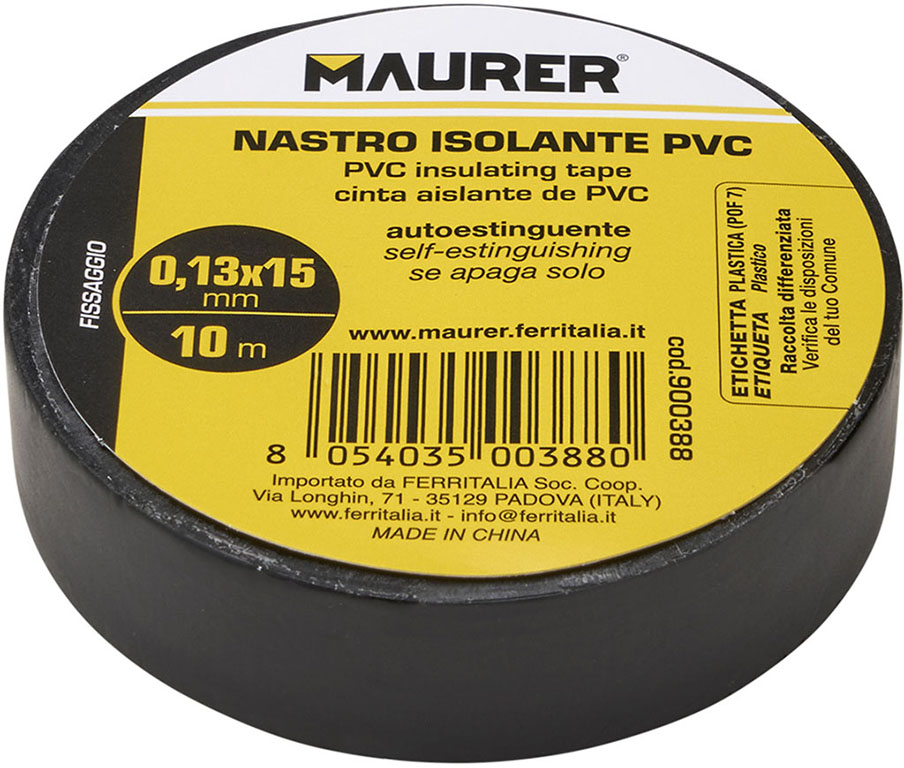 MAURER®
NASTRO ISOLANTE PVC
PVC insulating tape
cinta aislante de PVC
autoestinguente
self-estinguishing
se apaga solo
FISSAGGIO
0,13x15
mm
10 m
www.maurer.ferritalia.it
8 054035 003880
cod.900388
Importato da FERRITALIA Soc. Coop.
Via Longhin, 71 - 35129 PADOVA (ITALY)
www.ferritalia.it - info@ferritalia.it
MADE IN CHINA
ETICHETTA PLASTICA (POF 7)
ETIQUETA Plastico
Raccolta differenziata
Verifica le disposizioni
del tuo Comune